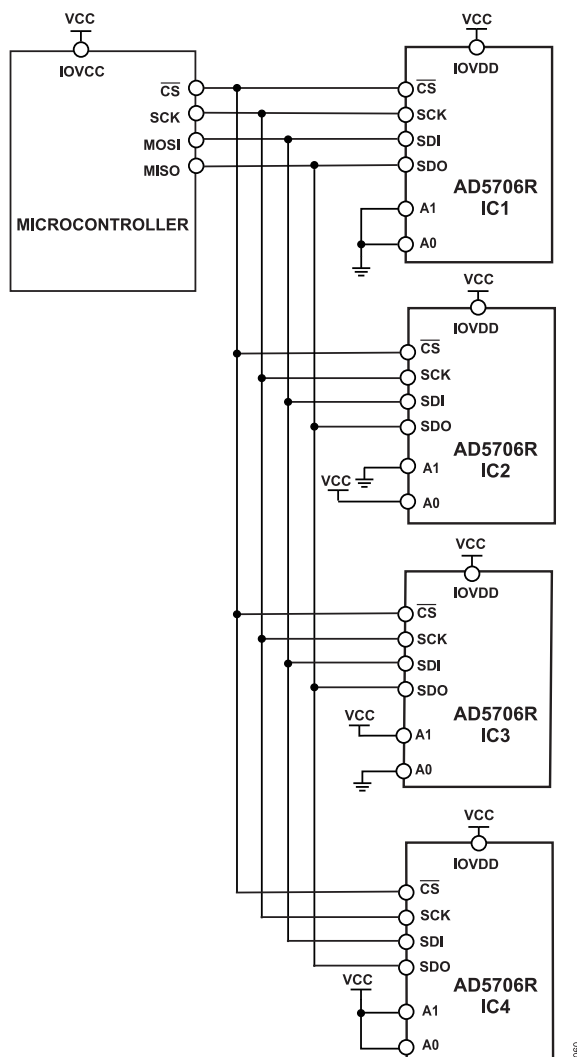 VCC
IOVCC
CS
SCK
MOSI
MISO
MICROCONTROLLER
VCC
IOVDD
CS
SCK
SDI
SDO
AD5706R
IC1
A1
A0
VCC
IOVDD
CS
SCK
SDI
SDO
AD5706R
IC2
A1
VCC
A0
VCC
IOVDD
CS
SCK
SDI
SDO
AD5706R
IC3
VCC
A1
A0
VCC
IOVDD
CS
SCK
SDI
SDO
AD5706R
IC4
VCC
A1
A0